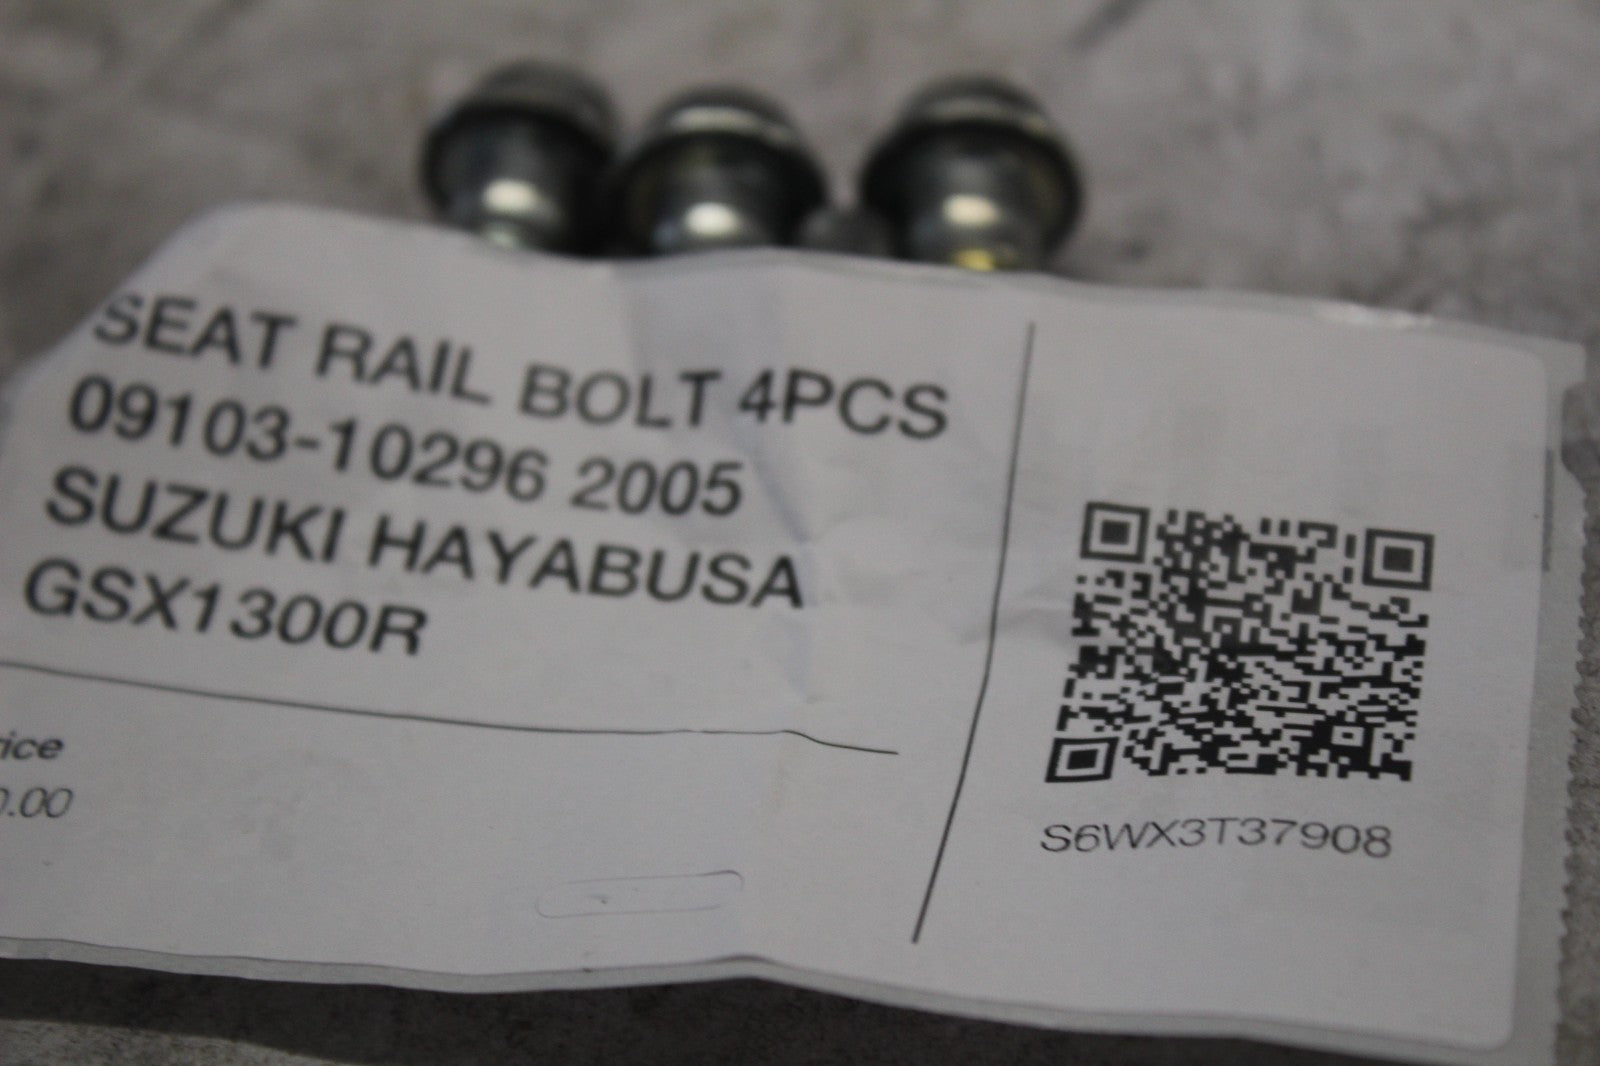 SEAT RAIL BOLT 4PCS
09103-10296 2005
SUZUKI HAYABUSA
GSX1300R
S6WX3T37908